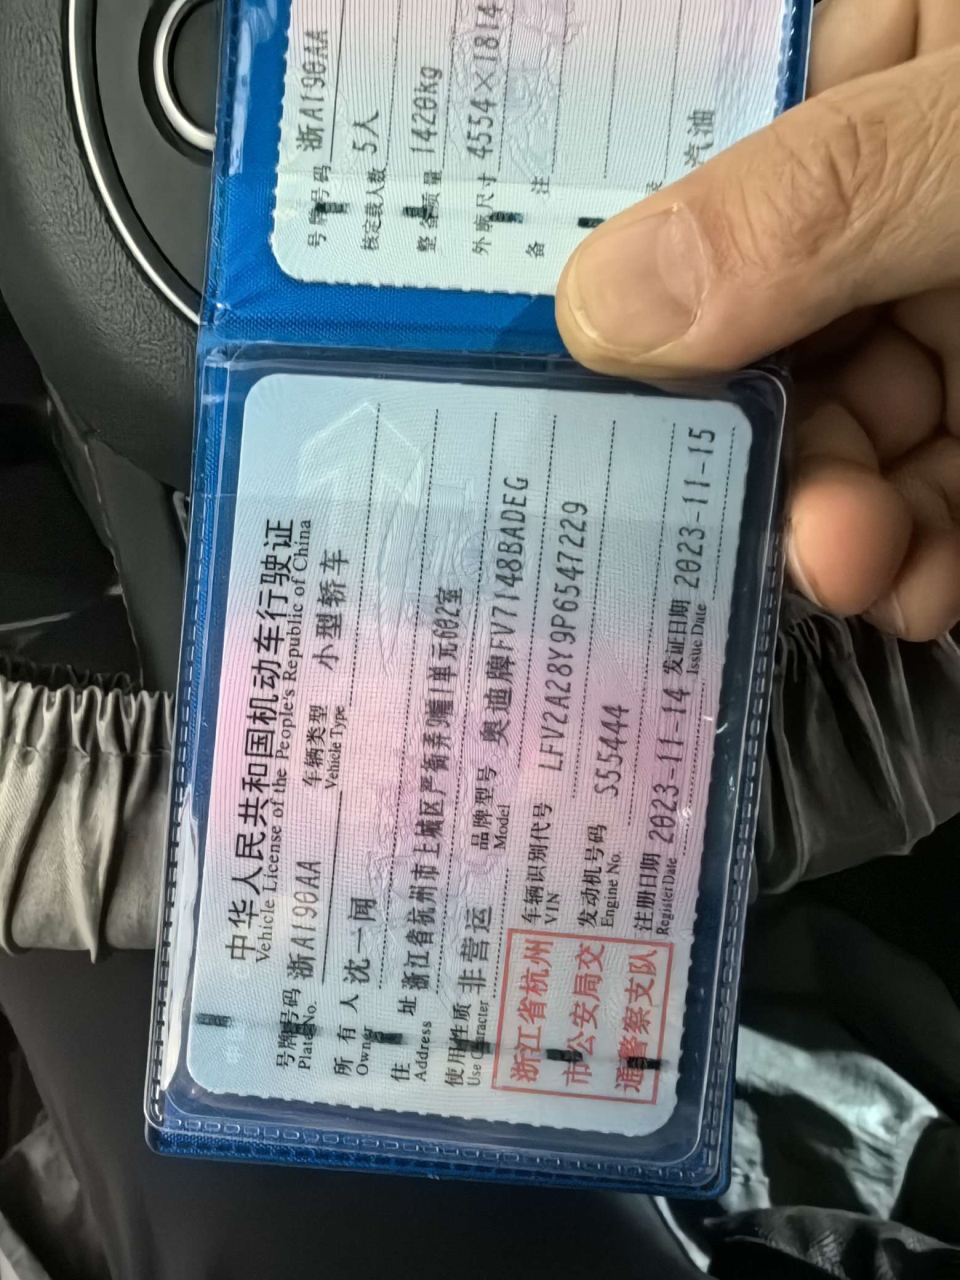 中华人民共和国机动车行驶证
Vehicle License of the People's Republic of China
号牌号码 浙A190AA 车辆类型 小型轿车
Plate No. Vehicle Type
所有人 沈一闻
Owner
住址 浙江省杭州市上城区严衙弄9幢1单元602室
Address
使用性质 非营运 品牌型号 奥迪牌FV7148BADEG
Use Character Model
浙江省杭州
市公安局交
通警察支队
车辆识别代号 LFV2A28Y9P6547229
VIN
发动机号码 S55444
Engine No.
注册日期 2023-11-14 发证日期 2023-11-15
Register Date Issue Date
号牌号码 浙A190AA
核定载人数 5人
整备质量 1420kg
外廓尺寸 4554×1814
备注
汽油